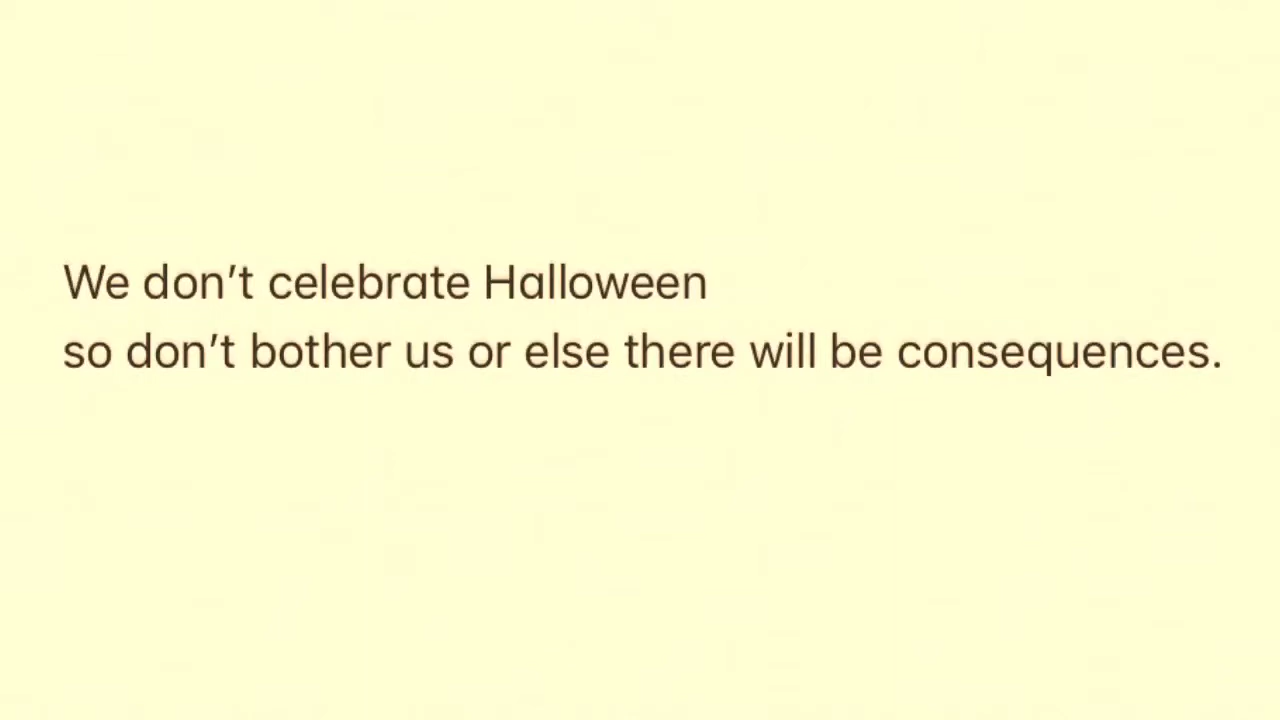 We don’t celebrate Halloween
so don’t bother us or else there will be consequences.